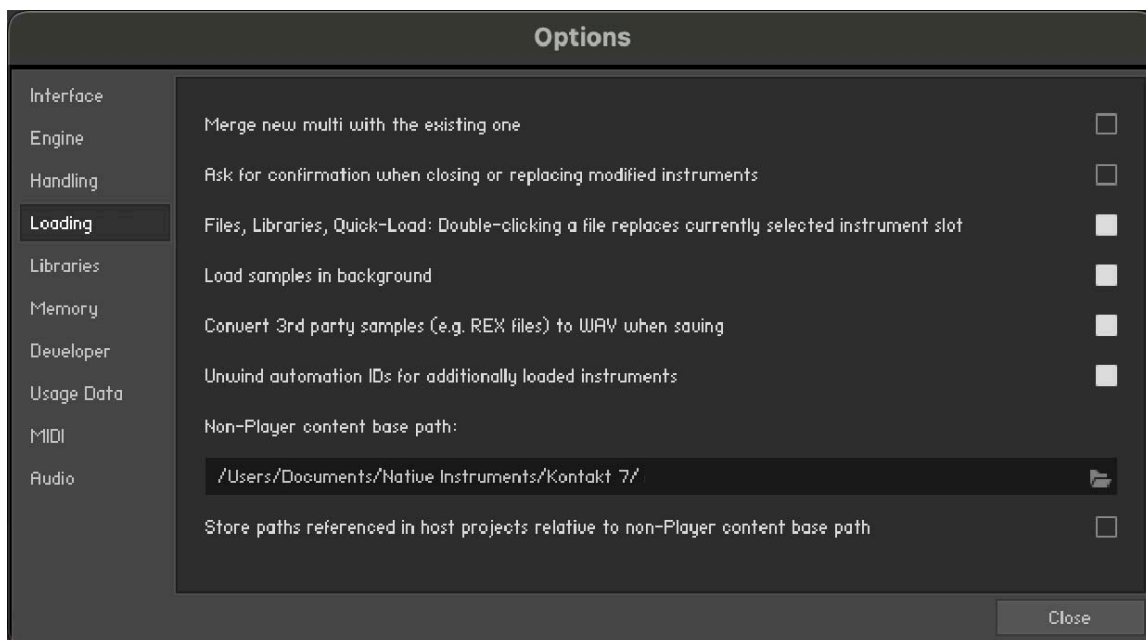 Options
Interface
Engine
Handling
Loading
Libraries
Memory
Developer
Usage Data
MIDI
Audio
Merge new multi with the existing one
Ask for confirmation when closing or replacing modified instruments
Files, Libraries, Quick-Load: Double-clicking a file replaces currently selected instrument slot
Load samples in background
Convert 3rd party samples (e.g. REX files) to WAV when saving
Unwind automation IDs for additionally loaded instruments
Non-Player content base path:
/Users/Documents/Native Instruments/Kontakt 7/
Store paths referenced in host projects relative to non-Player content base path
Close